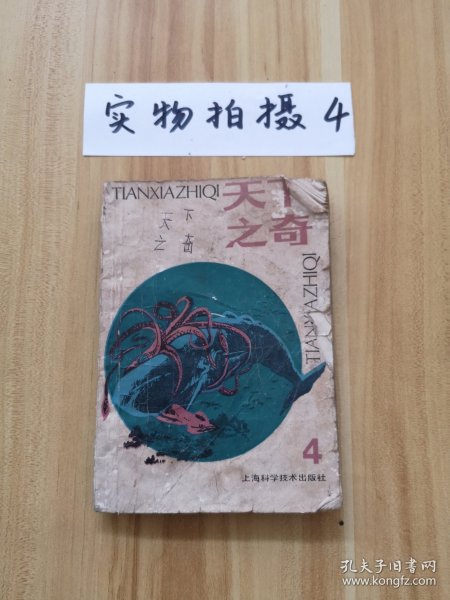 实物拍摄4
TIANXIAZHIQI
天下
之奇
天下
之奇
TIANXIAZHIQI
4
上海科学技术出版社
孔夫子旧书网
www.kongfz.com